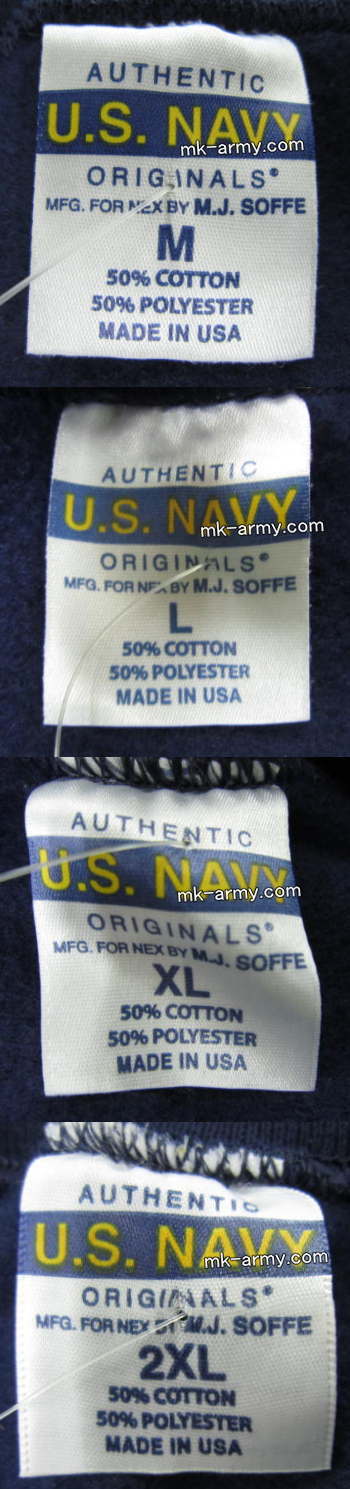 AUTHENTIC
U.S. NAVY
mk-army.com
ORIGINALS®
MFG. FOR NEX BY M.J. SOFFE
M
50% COTTON
50% POLYESTER
MADE IN USA
AUTHENTIC
U.S. NAVY
mk-army.com
ORIGINALS®
MFG. FOR NEX BY M.J. SOFFE
L
50% COTTON
50% POLYESTER
MADE IN USA
AUTHENTIC
U.S. NAVY
mk-army.com
ORIGINALS®
MFG. FOR NEX BY M.J. SOFFE
XL
50% COTTON
50% POLYESTER
MADE IN USA
AUTHENTIC
U.S. NAVY
mk-army.com
ORIGINALS®
MFG. FOR NEX BY M.J. SOFFE
2XL
50% COTTON
50% POLYESTER
MADE IN USA